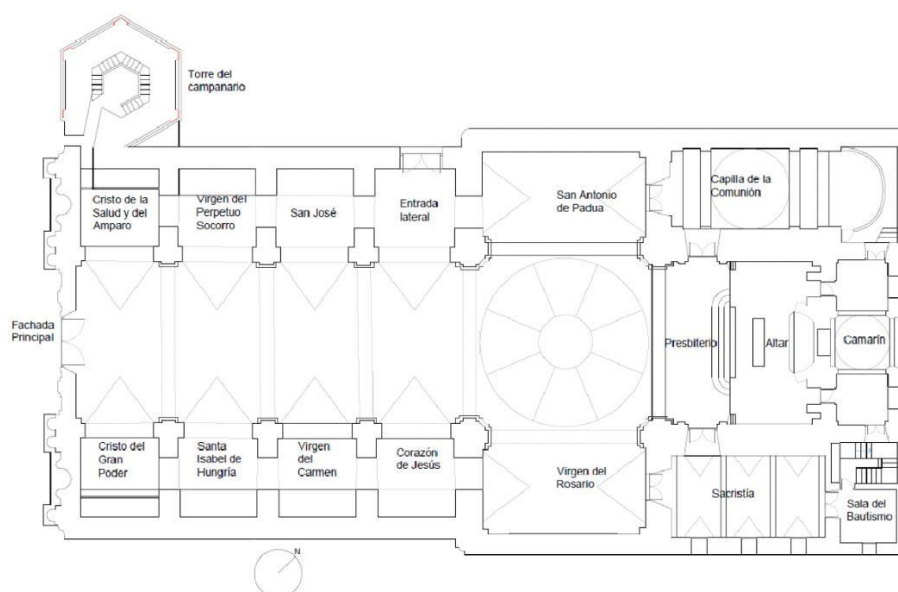 Torre del
campanario
Cristo de la
Salud y del
Amparo
Virgen del
Perpetuo
Socorro
San José
Entrada
lateral
San Antonio
de Padua
Capilla de la
Comunión
Fachada
Principal
Presbiterio
Altar
Camarín
Cristo del
Gran
Poder
Santa
Isabel de
Hungría
Virgen
del
Carmen
Corazón
de Jesús
Virgen del
Rosario
Sacristía
Sala del
Bautismo
N